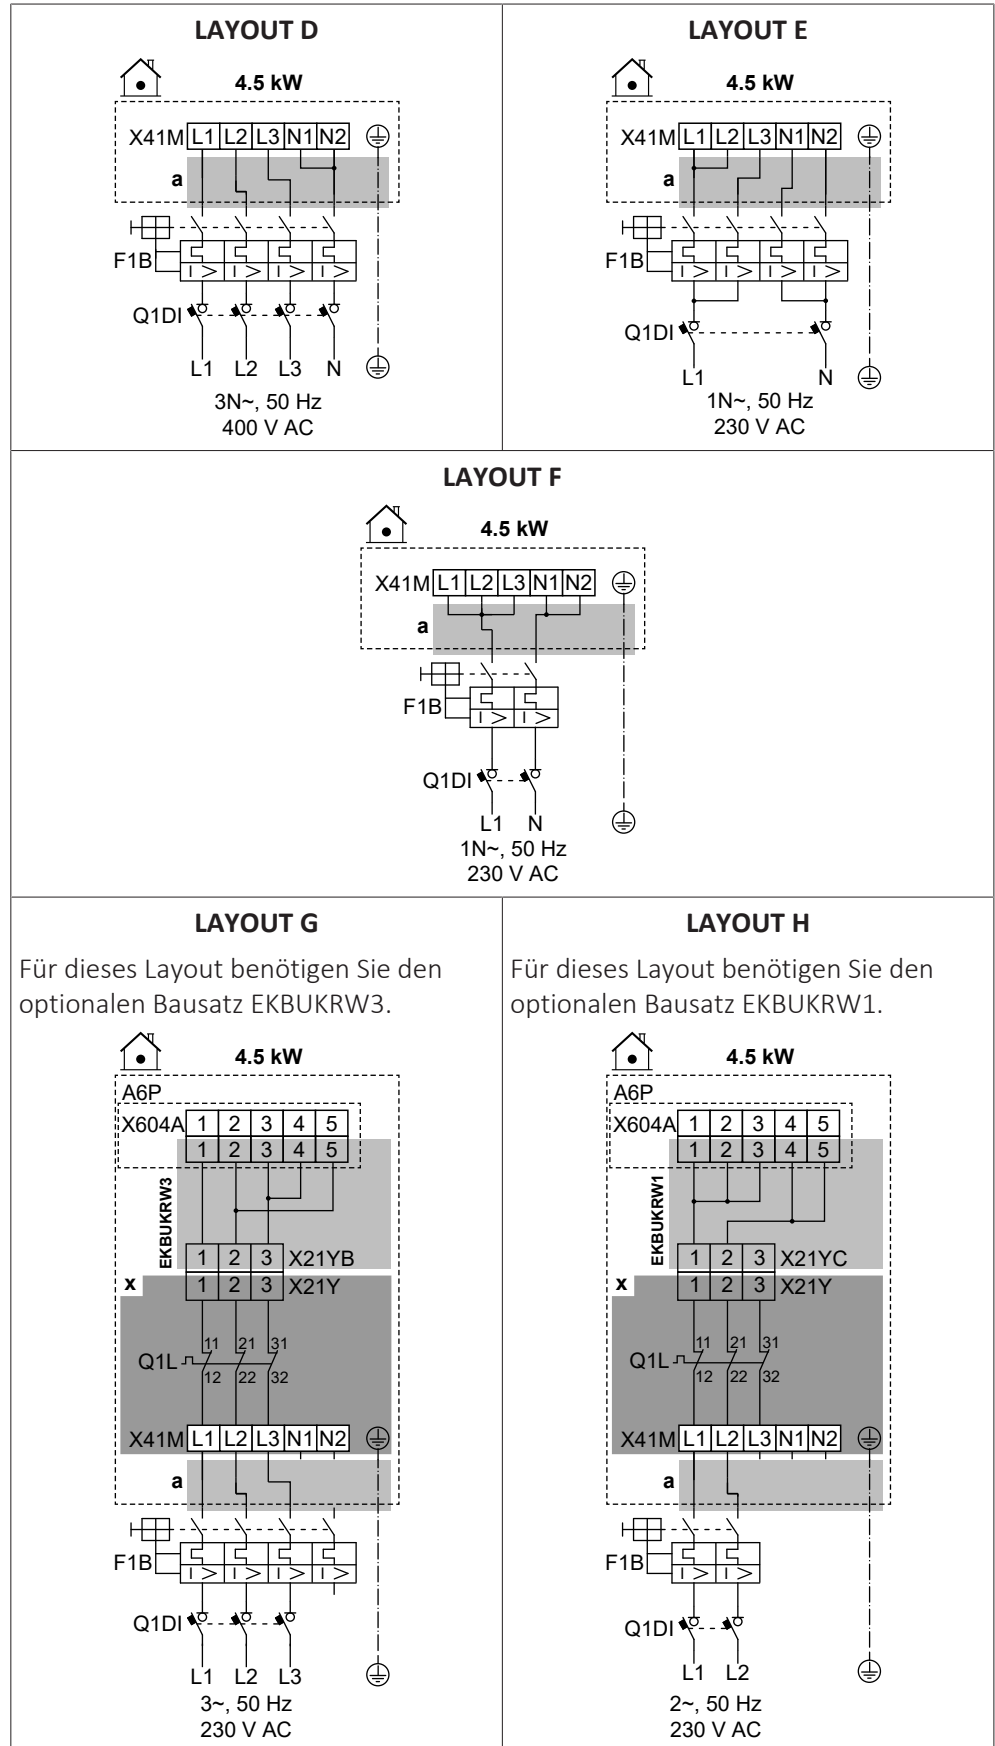 LAYOUT D
4.5 kW
X41M L1 L2 L3 N1 N2
a
F1B
I > I > I > I >
Q1DI
L1 L2 L3 N
3N~, 50 Hz
400 V AC
LAYOUT E
4.5 kW
X41M L1 L2 L3 N1 N2
a
F1B
I > I > I > I >
Q1DI
L1 N
1N~, 50 Hz
230 V AC
LAYOUT F
4.5 kW
X41M L1 L2 L3 N1 N2
a
F1B
I > I >
Q1DI
L1 N
1N~, 50 Hz
230 V AC
LAYOUT G
Für dieses Layout benötigen Sie den
optionalen Bausatz EKBUKRW3.
4.5 kW
A6P
X604A 1 2 3 4 5
1 2 3 4 5
EKBUKRW3
1 2 3 X21YB
x
1 2 3 X21Y
11 21 31
Q1L
12 22 32
X41M L1 L2 L3 N1 N2
a
F1B
I > I > I > I >
Q1DI
L1 L2 L3
3~, 50 Hz
230 V AC
LAYOUT H
Für dieses Layout benötigen Sie den
optionalen Bausatz EKBUKRW1.
4.5 kW
A6P
X604A 1 2 3 4 5
1 2 3 4 5
EKBUKRW1
1 2 3 X21YC
x
1 2 3 X21Y
11 21 31
Q1L
12 22 32
X41M L1 L2 L3 N1 N2
a
F1B
I > I >
Q1DI
L1 L2
2~, 50 Hz
230 V AC